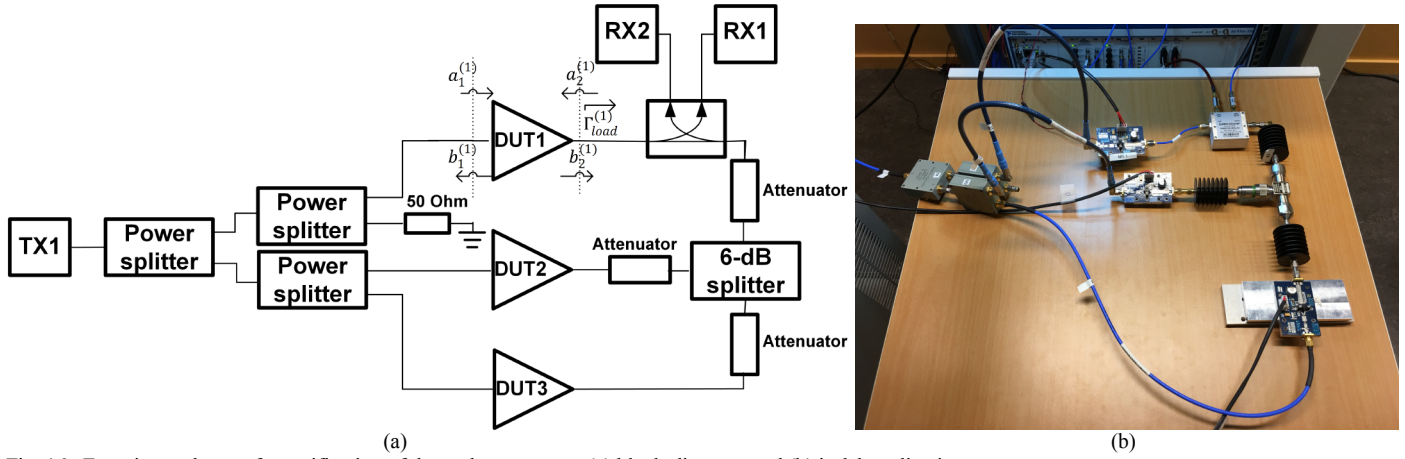 RX2
RX1
a₁⁽¹⁾
a₂⁽¹⁾
Γ_load⁽¹⁾
DUT1
b₁⁽¹⁾
b₂⁽¹⁾
Attenuator
Power
splitter
50 Ohm
TX1
Power
splitter
Power
splitter
DUT2
Attenuator
6-dB
splitter
Attenuator
DUT3
(a)
(b)